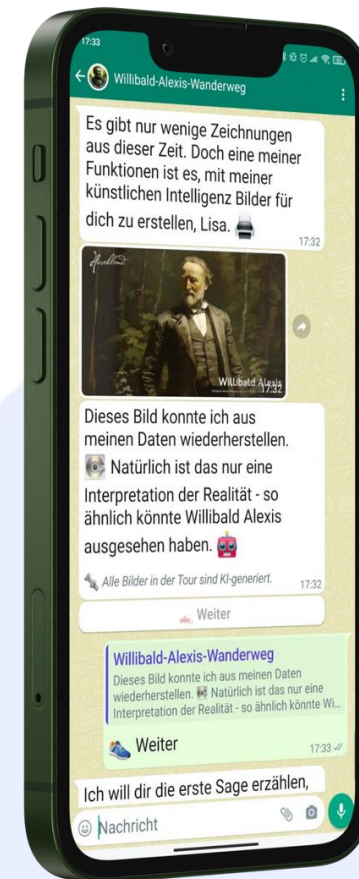 17:33
Willibald-Alexis-Wanderweg
Es gibt nur wenige Zeichnungen
aus dieser Zeit. Doch eine meiner
Funktionen ist es, mit meiner
künstlichen Intelligenz Bilder für
dich zu erstellen, Lisa.
17:32
Havelland.
Willibald Alexis
17:32
Dieses Bild konnte ich aus
meinen Daten wiederherstellen.
Natürlich ist das nur eine
Interpretation der Realität - so
ähnlich könnte Willibald Alexis
ausgesehen haben.
Alle Bilder in der Tour sind KI-generiert.
17:32
Weiter
Willibald-Alexis-Wanderweg
Dieses Bild konnte ich aus meinen Daten
wiederherstellen. Natürlich ist das nur eine
Interpretation der Realität - so ähnlich könnte Wi...
Weiter
17:33
Ich will dir die erste Sage erzählen,
Nachricht